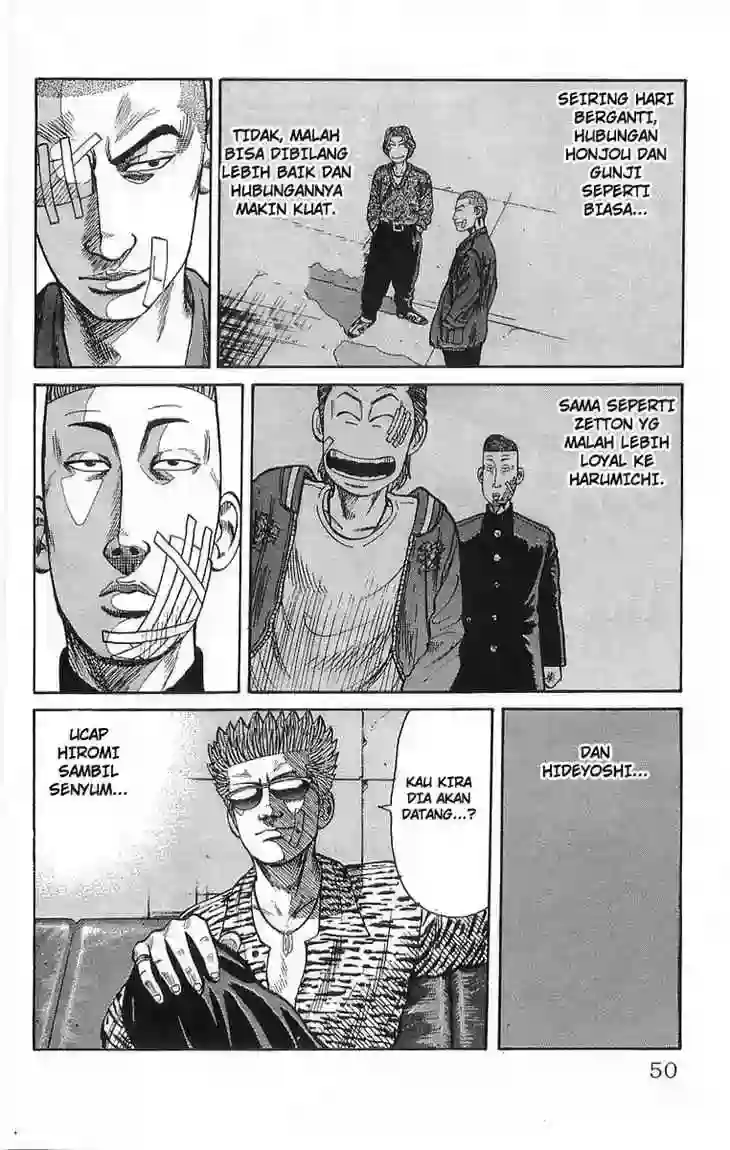 SEIRING HARI
BERGANTI,
HUBUNGAN
HONJOU DAN
GUNJI
SEPERTI
BIASA...
TIDAK, MALAH
BISA DIBILANG
LEBIH BAIK DAN
HUBUNGANNYA
MAKIN KUAT.
SAMA SEPERTI
ZETTON YG
MALAH LEBIH
LOYAL KE
HARUMICHI.
DAN
HIDEYOSHI...
KAU KIRA
DIA AKAN
DATANG...?
UCAP
HIROMI
SAMBIL
SENYUM...
50